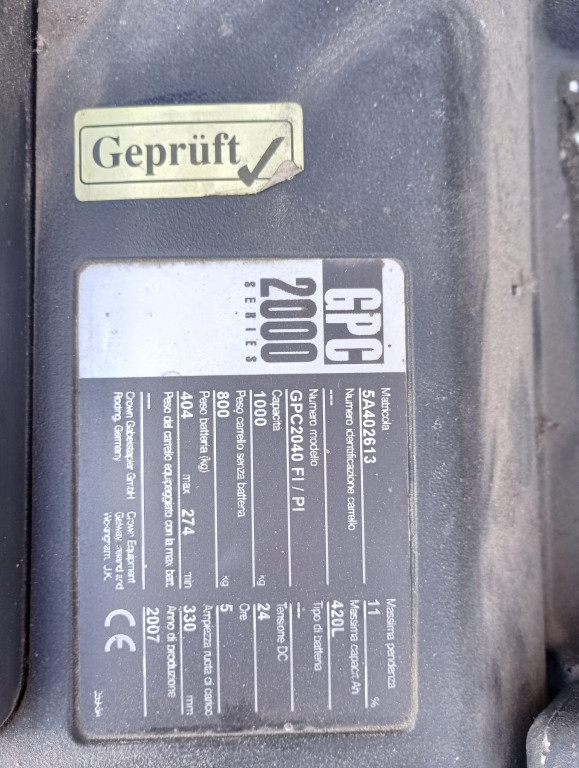 Geprüft
GPC
2000
SERIES
Matricola
5A402613
Massima pendenza
11 %
Numero identificazione carrello
---
Massima capacit Ah
420L
Numero modello
GPC2040 FI / PI
Tipo di batteria
---
Capacità
1000 kg
Tensione DC
24
Peso carrello senza batteria
800 kg
Ore
5
Peso batteria (kg)
404 max 274 min
Ampiezza ruota di carico
330 mm
Peso del carrello equipaggiato con la max batt.
---
Anno di produzione
2007
Crown Gabelstapler GmbH
Roding, Germany
Crown Equipment
Galway, Ireland and
Wokingham, U.K.
CE